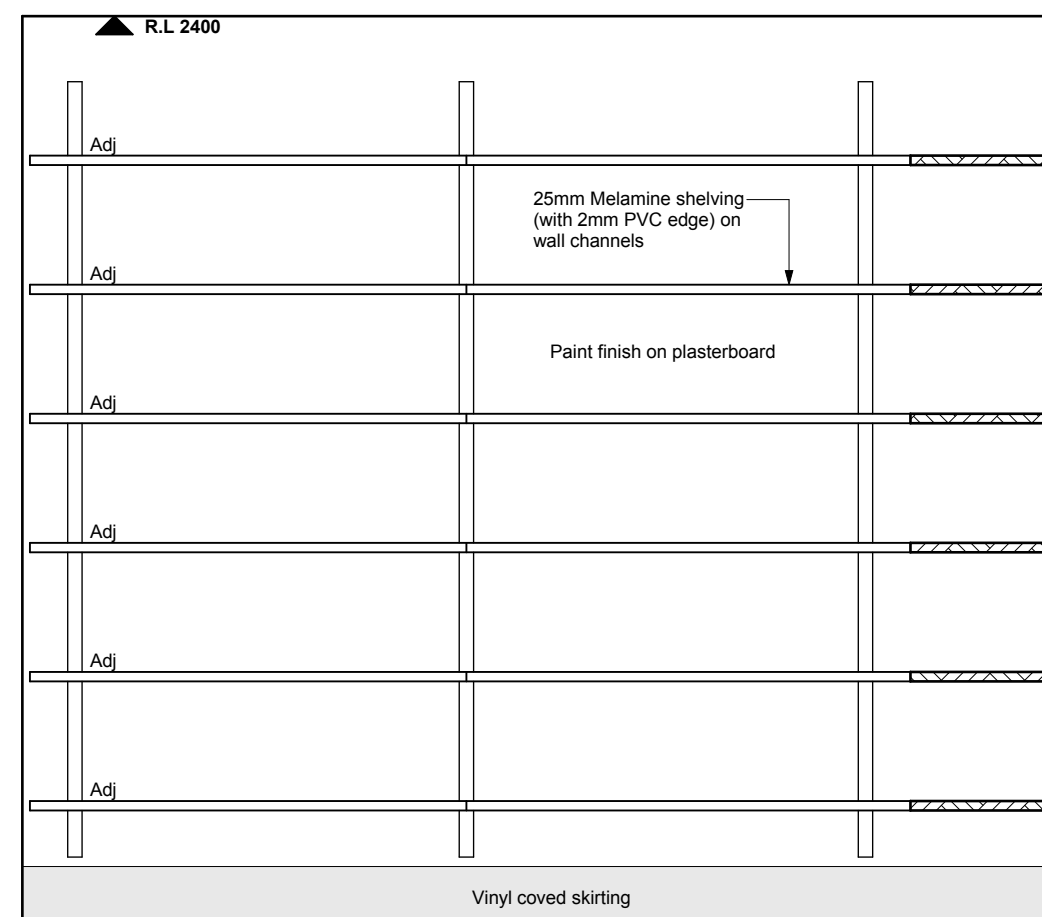 R.L 2400
Adj
25mm Melamine shelving
(with 2mm PVC edge) on
wall channels
Adj
Paint finish on plasterboard
Adj
Adj
Adj
Adj
Vinyl coved skirting